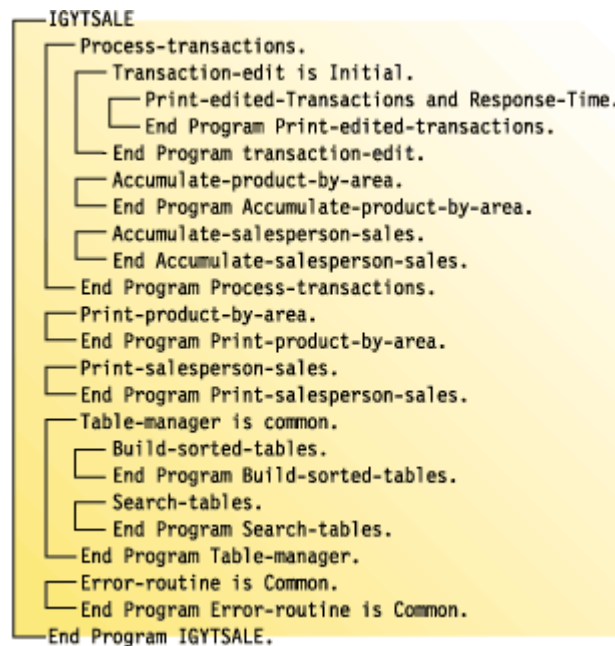 IGYTSALE
Process-transactions.
Transaction-edit is Initial.
Print-edited-Transactions and Response-Time.
End Program Print-edited-transactions.
End Program transaction-edit.
Accumulate-product-by-area.
End Program Accumulate-product-by-area.
Accumulate-salesperson-sales.
End Accumulate-salesperson-sales.
End Program Process-transactions.
Print-product-by-area.
End Program Print-product-by-area.
Print-salesperson-sales.
End Program Print-salesperson-sales.
Table-manager is common.
Build-sorted-tables.
End Program Build-sorted-tables.
Search-tables.
End Program Search-tables.
End Program Table-manager.
Error-routine is Common.
End Program Error-routine is Common.
End Program IGYTSALE.